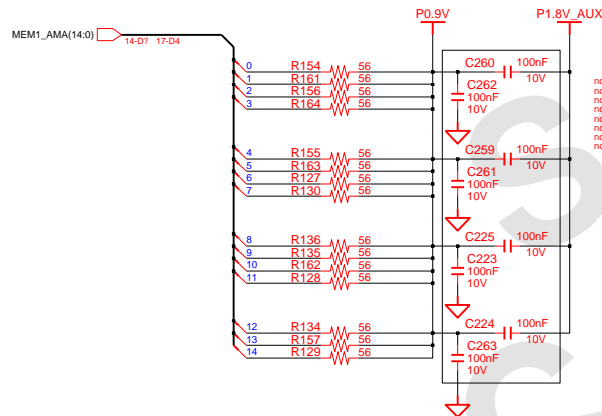 P0.9V P1.8V_AUX
MEM1_AMA(14:0)
14-D? 17-D4
0 R154 56 C260 100nF
10V
1 R161 56
2 R156 56 C262
100nF
3 R164 56 10V
4 R155 56 C259 100nF
10V
5 R163 56
6 R127 56 C261
100nF
7 R130 56 10V
8 R136 56 C225 100nF
10V
9 R135 56
10 R162 56 C223
100nF
11 R128 56 10V
12 R134 56 C224 100nF
10V
13 R157 56
14 R129 56 C263
100nF
10V